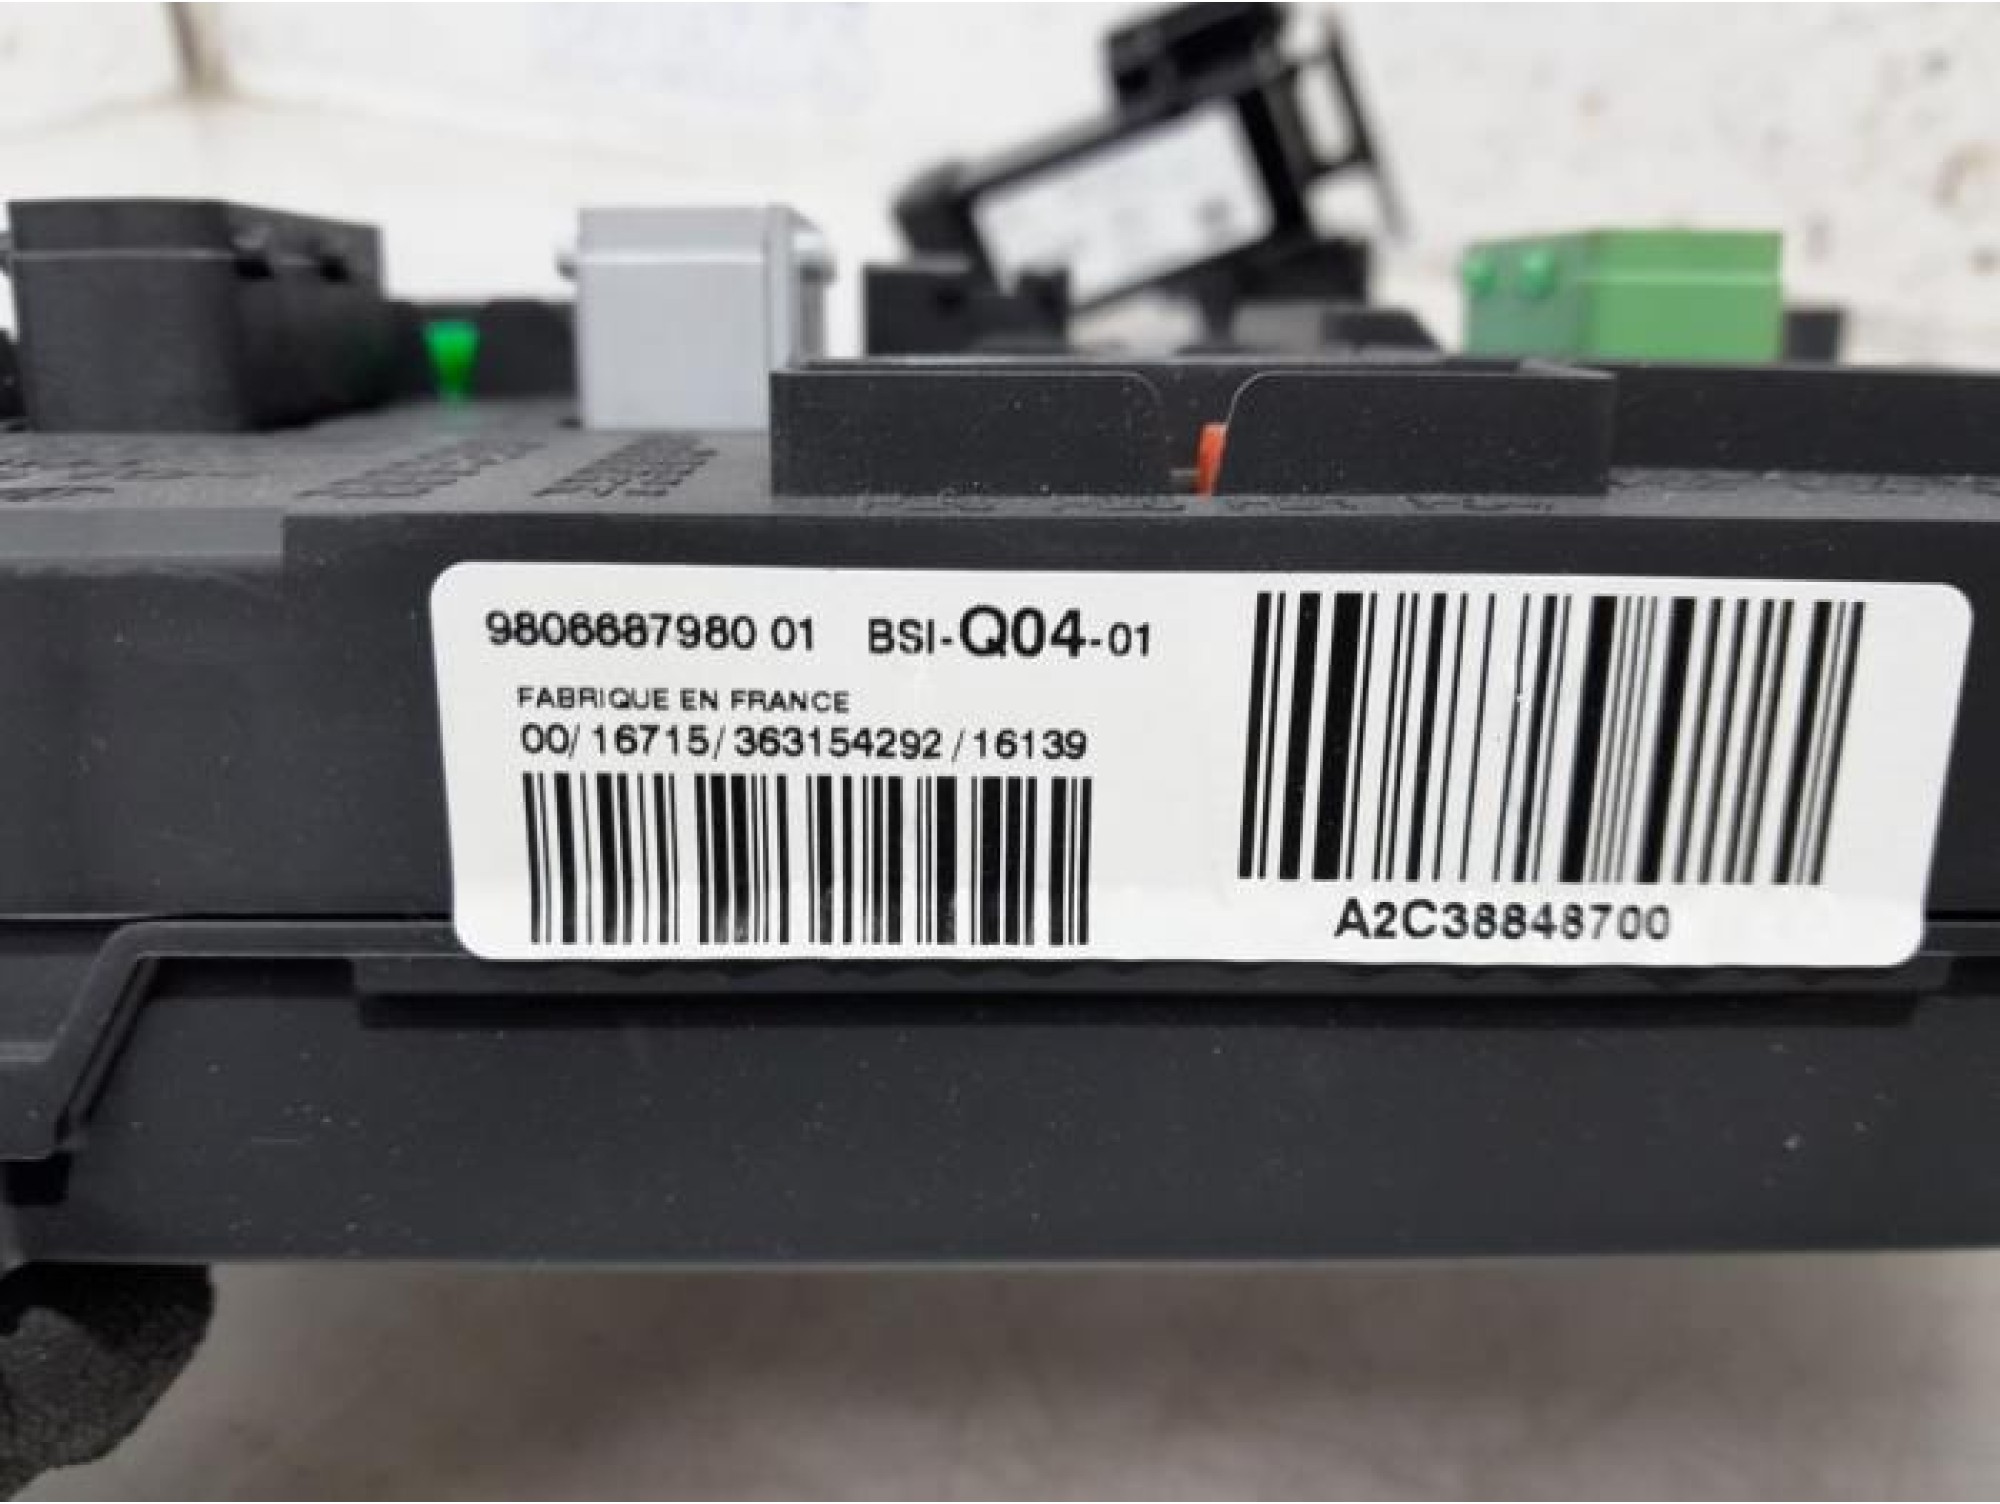 9806687980 01 BSI-Q04-01
FABRIQUE EN FRANCE
00/16715/363154292/16139
A2C38848700